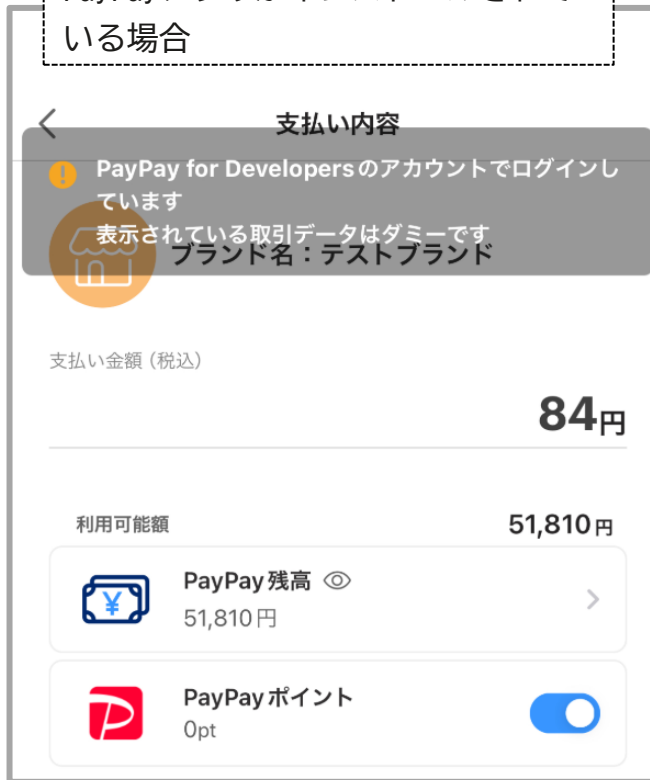 いる場合
支払い内容
PayPay for Developersのアカウントでログインし
ています
表示されている取引データはダミーです
ブランド名：テストブランド
支払い金額（税込）
84円
利用可能額
51,810円
PayPay残高
51,810円
PayPayポイント
0pt